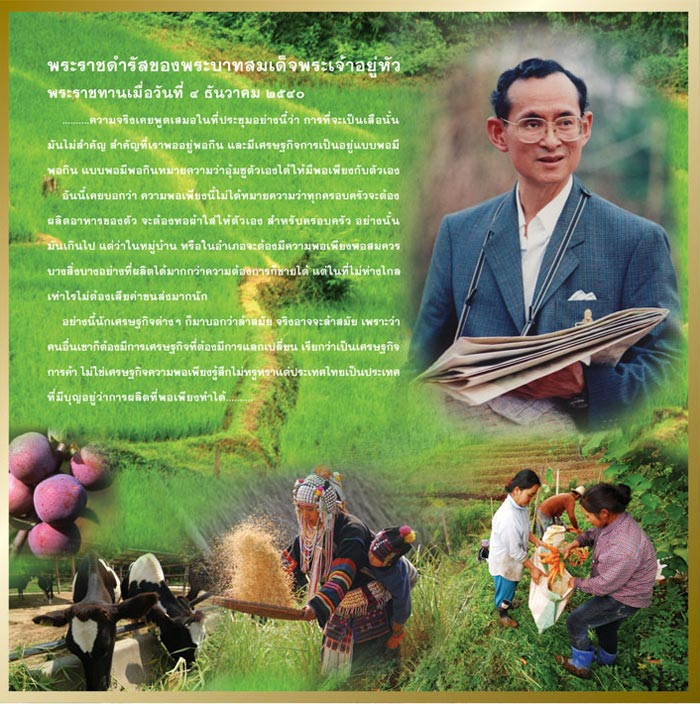 พระราชดำรัสของพระบาทสมเด็จพระเจ้าอยู่หัว
พระราชทานเมื่อวันที่ ๔ ธันวาคม ๒๕๔๐
..........ความจริงเคยพูดเสมอในที่ประชุมอย่างนี้ว่า การที่จะเป็นเสือนั้น
มันไม่สำคัญ สำคัญที่เราพออยู่พอกิน และมีเศรษฐกิจการเป็นอยู่แบบพอมี
พอกิน แบบพอมีพอกินหมายความว่าอุ้มชูตัวเองได้ให้มีพอเพียงกับตัวเอง
อันนี้เคยบอกว่า ความพอเพียงนี้ไม่ได้หมายความว่าทุกครอบครัวจะต้อง
ผลิตอาหารของตัว จะต้องทอผ้าใส่ให้ตัวเอง สำหรับครอบครัว อย่างนั้น
มันเกินไป แต่ว่าในหมู่บ้าน หรือในอำเภอจะต้องมีความพอเพียงพอสมควร
บางสิ่งบางอย่างที่ผลิตได้มากกว่าความต้องการก็ขายได้ แต่ในที่ไม่ห่างไกล
เท่าไรไม่ต้องเสียค่าขนส่งมากนัก
อย่างนี้นักเศรษฐกิจต่างๆ ก็มาบอกว่าล้าสมัย จริงอาจจะล้าสมัย เพราะว่า
คนอื่นเขาก็ต้องมีการเศรษฐกิจที่ต้องมีการแลกเปลี่ยน เรียกว่าเป็นเศรษฐกิจ
การค้า ไม่ใช่เศรษฐกิจความพอเพียงรู้สึกไม่หรูหราแต่ประเทศไทยเป็นประเทศ
ที่มีบุญอยู่ว่าการผลิตที่พอเพียงทำได้..........